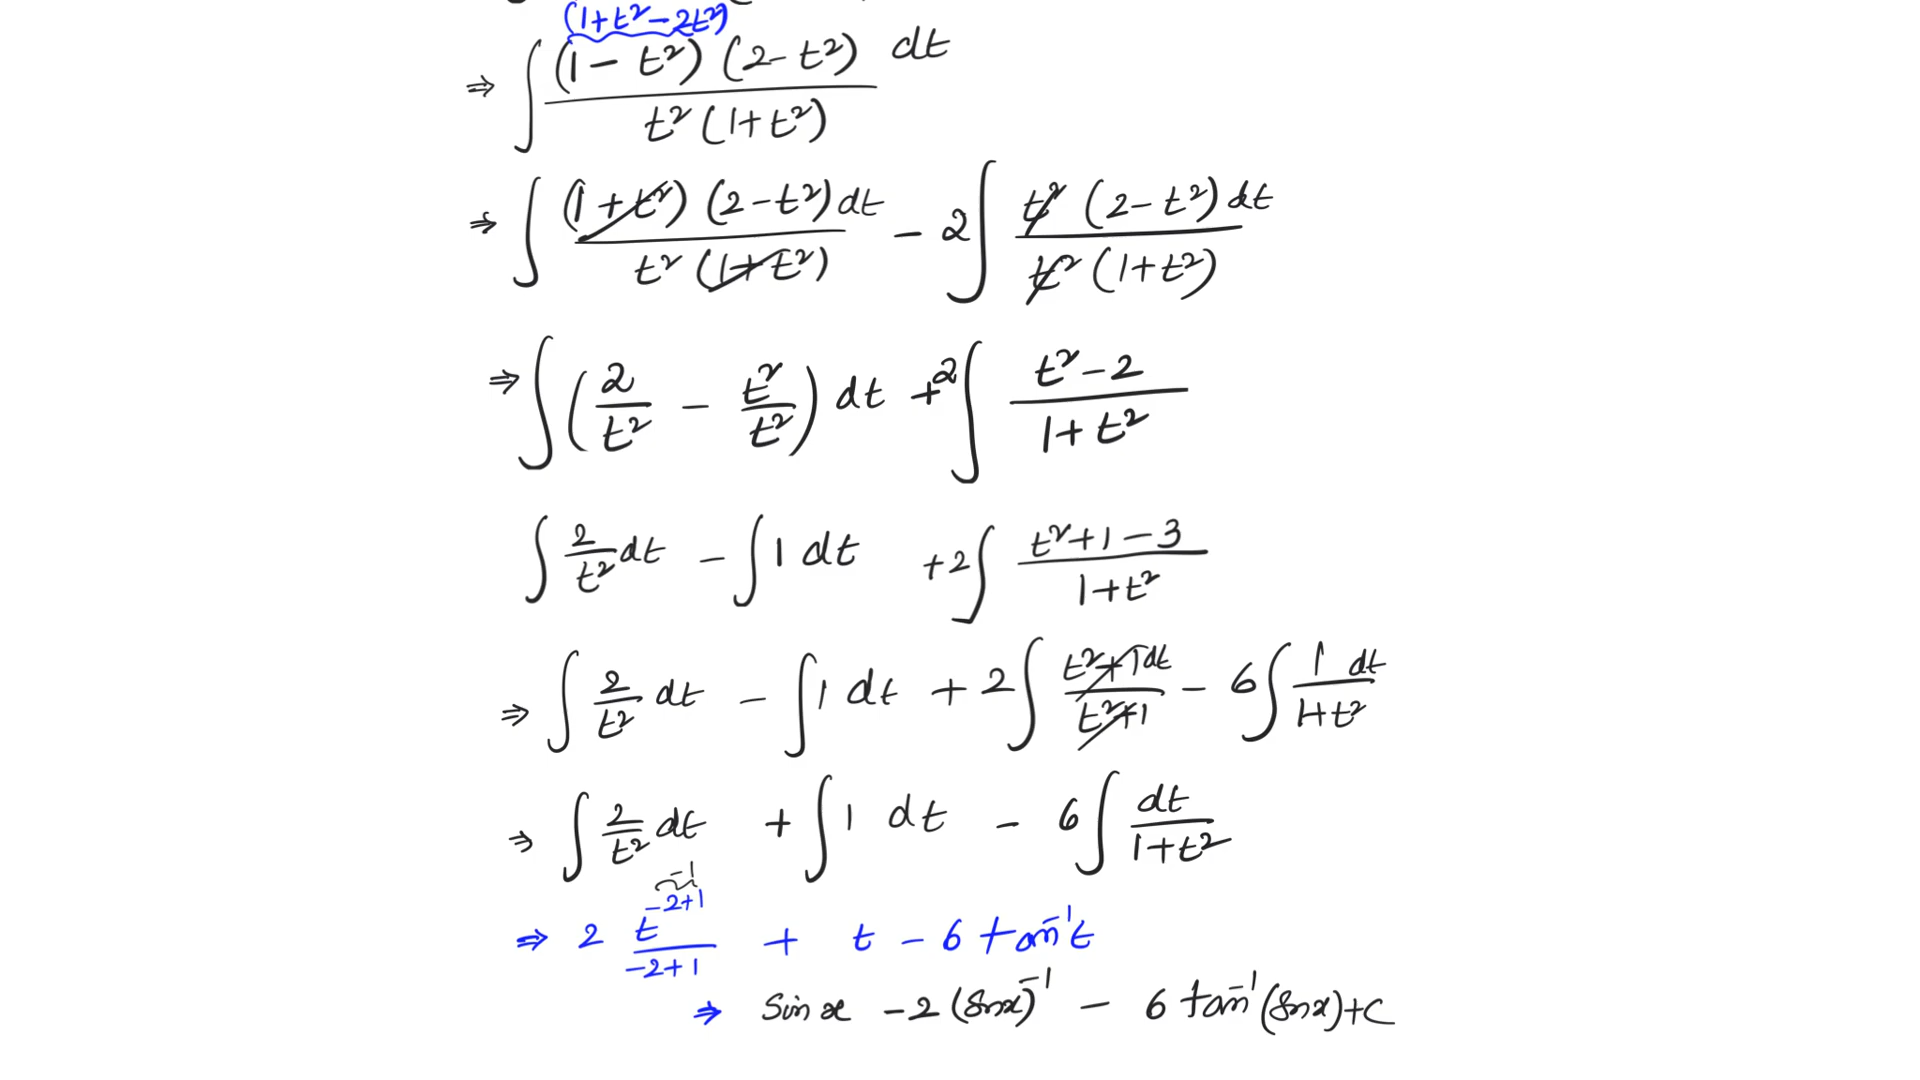 (1+t²-2t²)
⇒ ∫ (1-t²)(2-t²) / t²(1+t²) dt
⇒ ∫ (1+t²)(2-t²)dt / t²(1+t²) - 2∫ t²(2-t²)dt / t²(1+t²)
⇒ ∫ (2/t² - t²/t²) dt +2∫ t²-2 / 1+t²
∫ 2/t² dt - ∫ 1 dt +2∫ t²+1-3 / 1+t²
⇒ ∫ 2/t² dt - ∫ 1 dt + 2∫ t²+1 dt / t²+1 - 6∫ 1 dt / 1+t²
⇒ ∫ 2/t² dt + ∫ 1 dt - 6∫ dt / 1+t²
-1
⇒ 2 t^(-2+1) / -2+1 + t - 6 tan⁻¹t
⇒ Sin x -2 (Sin x)⁻¹ - 6 tan⁻¹(Sin x)+C